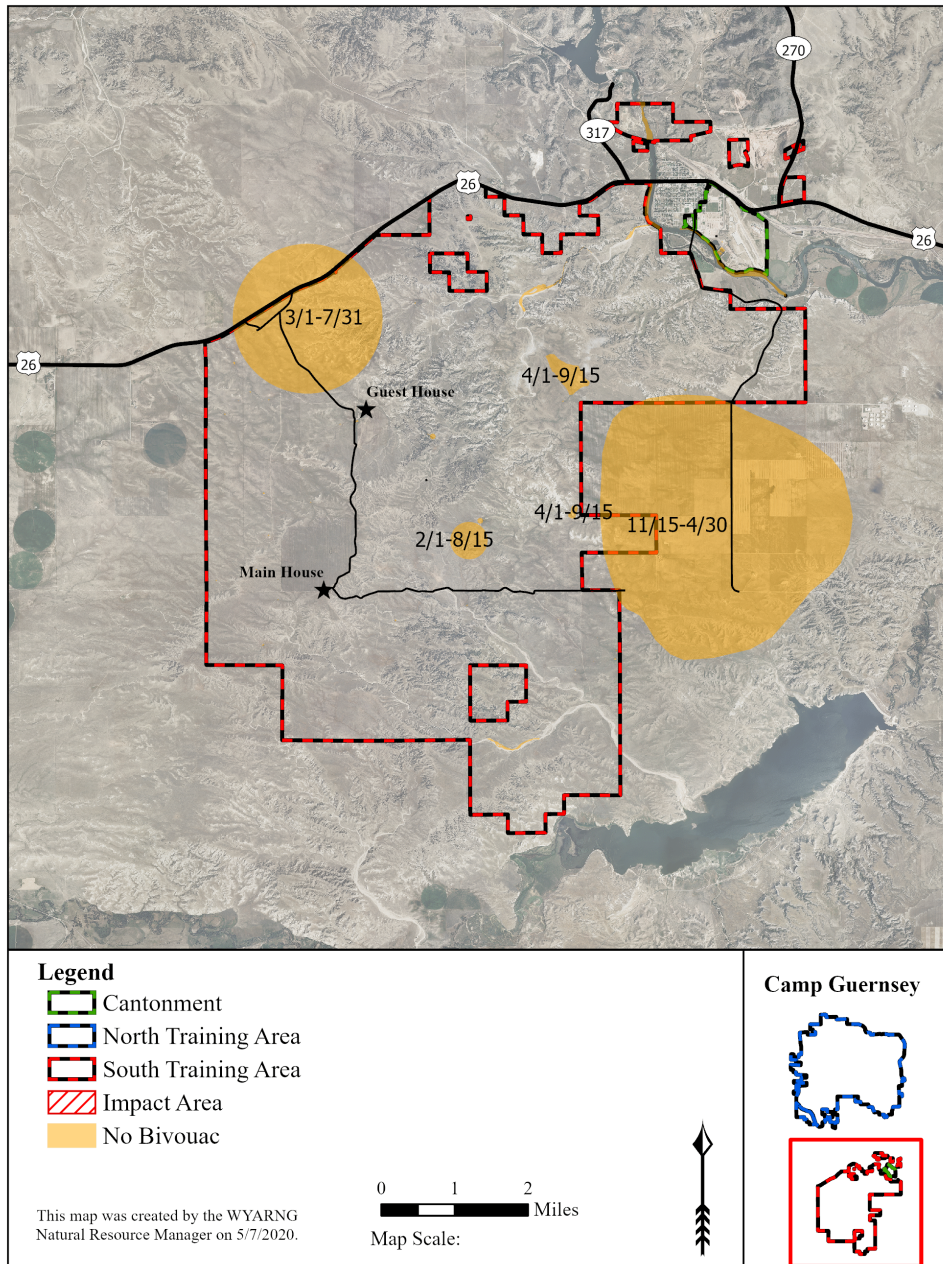 270
317
26
26
3/1-7/31
26
4/1-9/15
Guest House
4/1-9/15
11/15-4/30
2/1-8/15
Main House
Legend
Cantonment
North Training Area
South Training Area
Impact Area
No Bivouac
0 1 2
Miles
Map Scale:
This map was created by the WYARNG
Natural Resource Manager on 5/7/2020.
Camp Guernsey